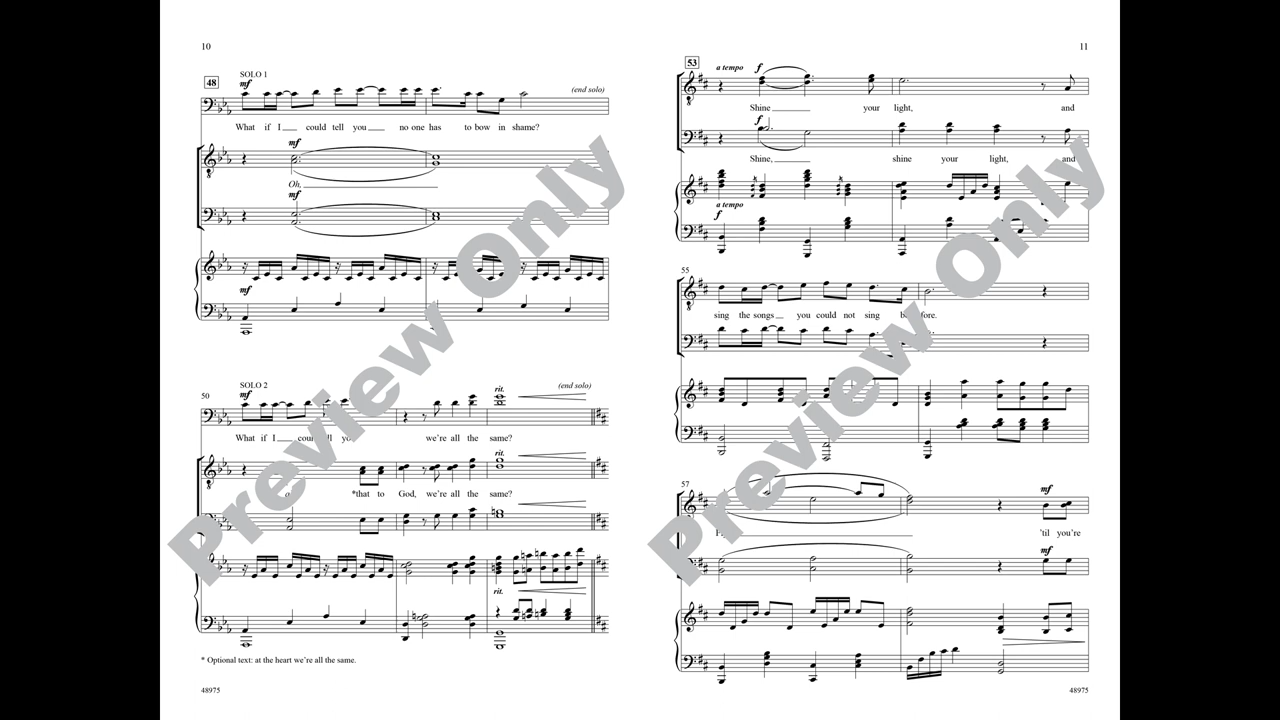 10
48
SOLO 1
mf
(end solo)
What if I could tell you no one has to bow in shame?
mf
Oh,
mf
mf
50
SOLO 2
mf
rit.
(end solo)
What if I we're all the same?
rit.
*that to God, we're all the same?
rit.
* Optional text: at the heart we're all the same.
48975
11
53
a tempo
f
Shine your light, and
f
Shine, shine your light, and
a tempo
f
55
sing the songs you could not sing
57
mf
'til you're
mf
48975
Preview Only
Preview Only